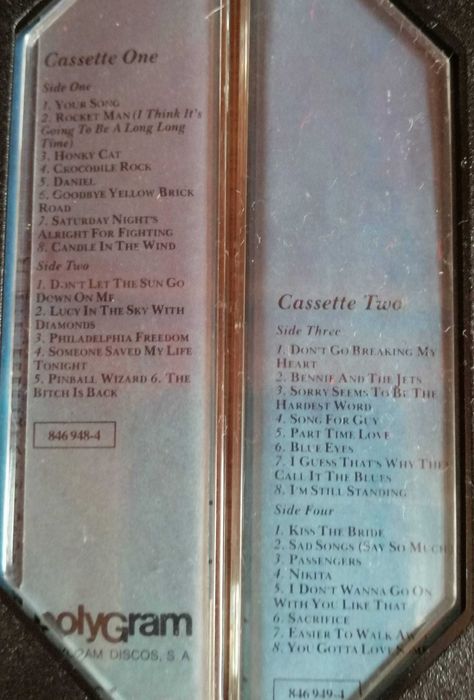 Cassette One
Side One
1. YOUR SONG
2. ROCKET MAN (I Think It's
Going To Be A Long Long
Time)
3. HONKY CAT
4. CROCODILE ROCK
5. DANIEL
6. GOODBYE YELLOW BRICK
ROAD
7. SATURDAY NIGHT'S
ALRIGHT FOR FIGHTING
8. CANDLE IN THE WIND
Side Two
1. DON'T LET THE SUN GO
DOWN ON ME
2. LUCY IN THE SKY WITH
DIAMONDS
3. PHILADELPHIA FREEDOM
4. SOMEONE SAVED MY LIFE
TONIGHT
5. PINBALL WIZARD 6. THE
BITCH IS BACK
846 948-4
polyGram
DISCOS, S.A.
Cassette Two
Side Three
1. DON'T GO BREAKING MY
HEART
2. BENNIE AND THE JETS
3. SORRY SEEMS TO BE THE
HARDEST WORD
4. SONG FOR GUY
5. PART TIME LOVE
6. BLUE EYES
7. I GUESS THAT'S WHY THEY
CALL IT THE BLUES
8. I'M STILL STANDING
Side Four
1. KISS THE BRIDE
2. SAD SONGS (SAY SO MUCH
3. PASSENGERS
4. NIKITA
5. I DON'T WANNA GO ON
WITH YOU LIKE THAT
6. SACRIFICE
7. EASIER TO WALK
8. YOU GOTTA LOVE
846 949-4